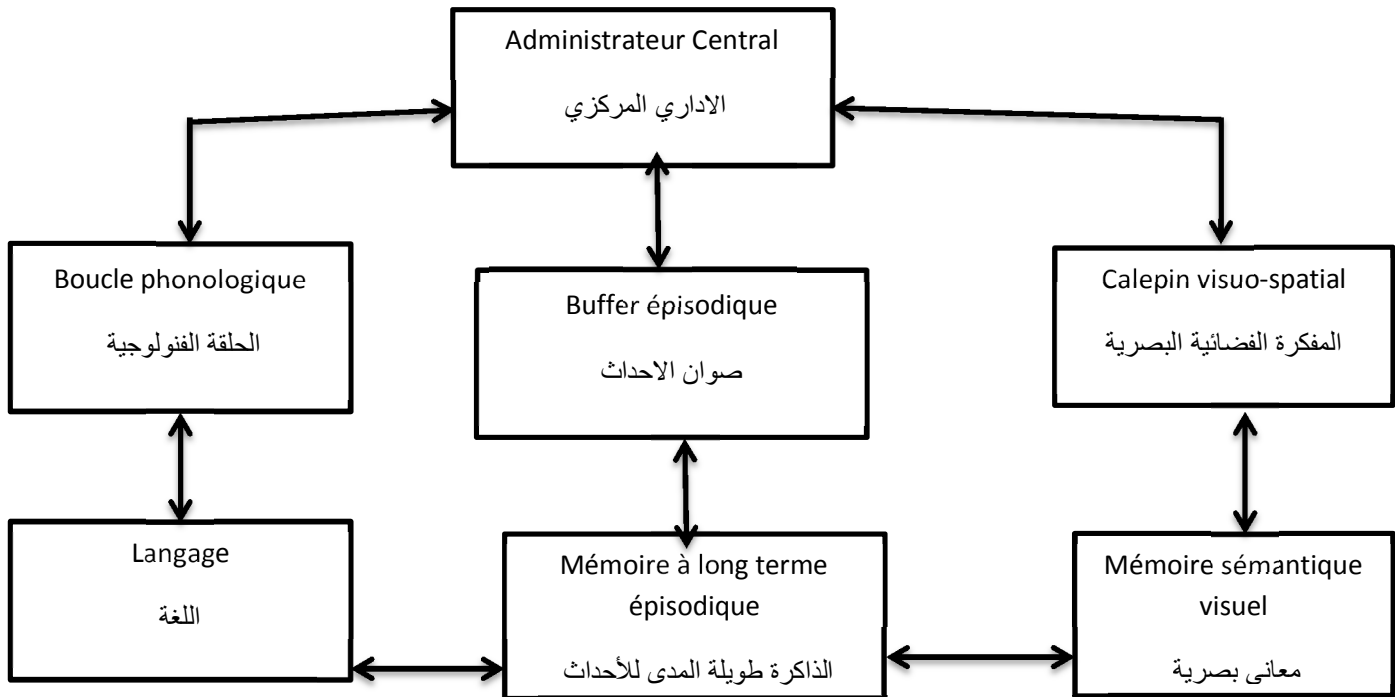 Administrateur Central
الاداري المركزي
Boucle phonologique
الحلقة الفنولوجية
Buffer épisodique
صوان الاحداث
Calepin visuo-spatial
المفكرة الفضائية البصرية
Langage
اللغة
Mémoire à long terme
épisodique
الذاكرة طويلة المدى للأحداث
Mémoire sémantique
visuel
معانى بصرية